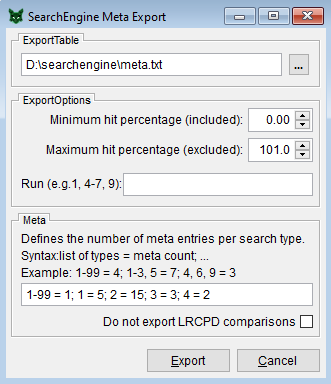 SearchEngine Meta Export
ExportTable
D:\searchengine\meta.txt
...
ExportOptions
Minimum hit percentage (included): 0.00
Maximum hit percentage (excluded): 101.0
Run (e.g.1, 4-7, 9):
Meta
Defines the number of meta entries per search type.
Syntax:list of types = meta count; ...
Example: 1-99 = 4; 1-3, 5 = 7; 4, 6, 9 = 3
1-99 = 1; 1 = 5; 2 = 15; 3 = 3; 4 = 2
Do not export LRCPD comparisons
Export Cancel